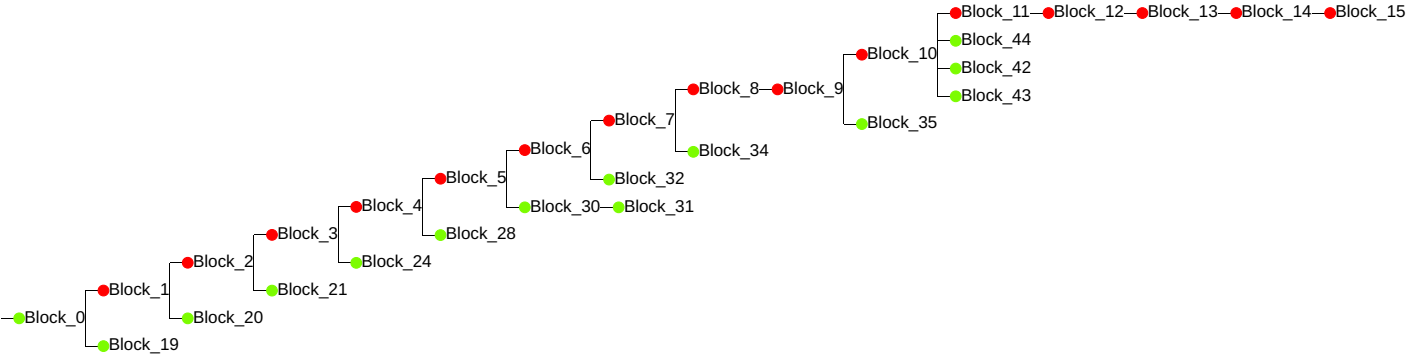 Block_11 Block_12 Block_13 Block_14 Block_15
Block_44
Block_10
Block_42
Block_8 Block_9
Block_43
Block_7
Block_35
Block_6
Block_34
Block_5
Block_32
Block_4
Block_30 Block_31
Block_3
Block_28
Block_2
Block_24
Block_1
Block_21
Block_0
Block_20
Block_19